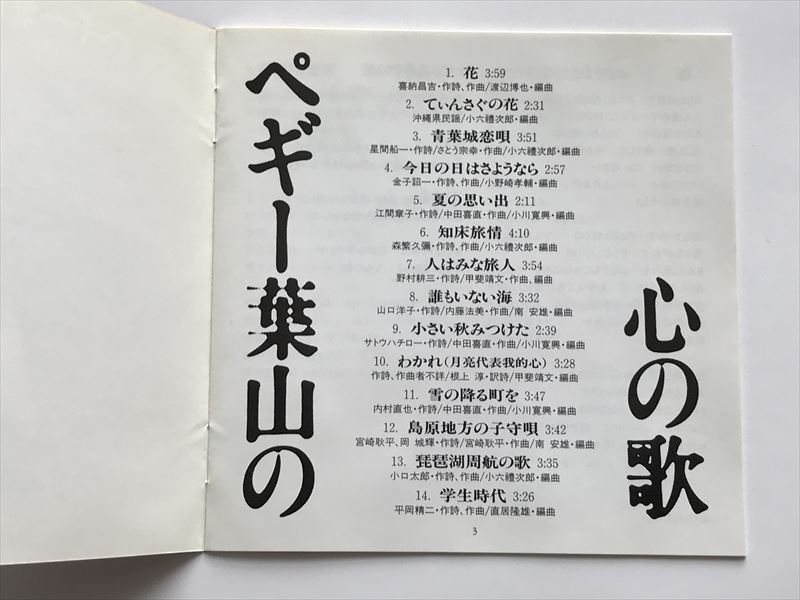 ペギー葉山の
心の歌
1. 花 3:59
喜納昌吉・作詩、作曲/渡辺博也・編曲
2. てぃんさぐの花 2:31
沖縄県民謡/小六禮次郎・編曲
3. 青葉城恋唄 3:51
星間船一・作詩/さとう宗幸・作曲/小六禮次郎・編曲
4. 今日の日はさようなら 2:57
金子詔一・作詩、作曲/小野崎孝輔・編曲
5. 夏の思い出 2:11
江間章子・作詩/中田喜直・作曲/小川寛興・編曲
6. 知床旅情 4:10
森繁久彌・作詩、作曲/小六禮次郎・編曲
7. 人はみな旅人 3:54
野村耕三・作詩/甲斐靖文・作曲、編曲
8. 誰もいない海 3:32
山口洋子・作詩/内藤法美・作曲/南 安雄・編曲
9. 小さい秋みつけた 2:39
サトウハチロー・作詩/中田喜直・作曲/小川寛興・編曲
10. わかれ(月亮代表我的心) 3:28
作詩、作曲者不詳/根上 淳・訳詩/甲斐靖文・編曲
11. 雪の降る町を 3:47
内村直也・作詩/中田喜直・作曲/小川寛興・編曲
12. 島原地方の子守唄 3:42
宮崎耿平、岡 城輝・作詩/宮崎耿平・作曲/南 安雄・編曲
13. 琵琶湖周航の歌 3:35
小口太郎・作詩、作曲/小六禮次郎・編曲
14. 学生時代 3:26
平岡精二・作詩、作曲/直居隆雄・編曲
3